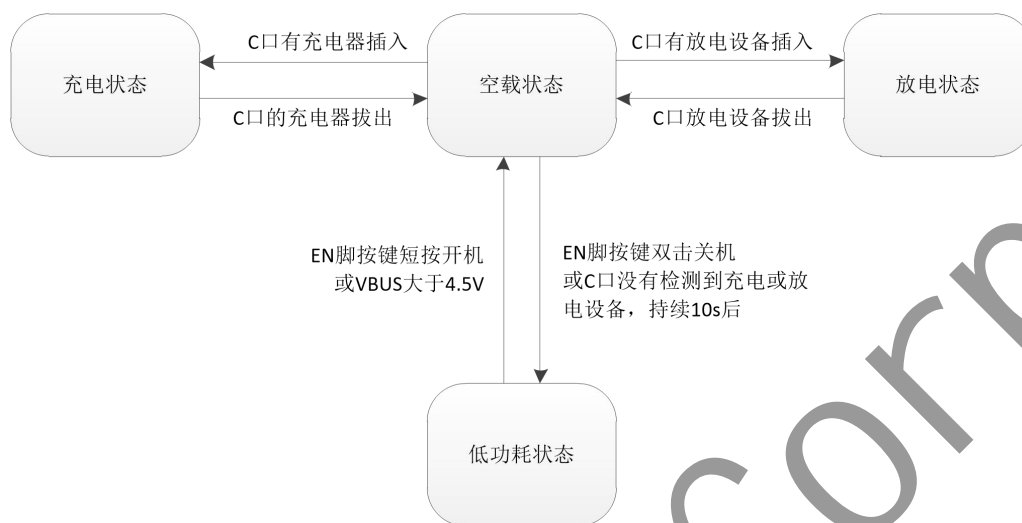 C口有充电器插入
C口有放电设备插入
充电状态
空载状态
放电状态
C口的充电器拔出
C口放电设备拔出
EN脚按键短按开机
或VBUS大于4.5V
EN脚按键双击关机
或C口没有检测到充电或放
电设备，持续10s后
低功耗状态
Corp